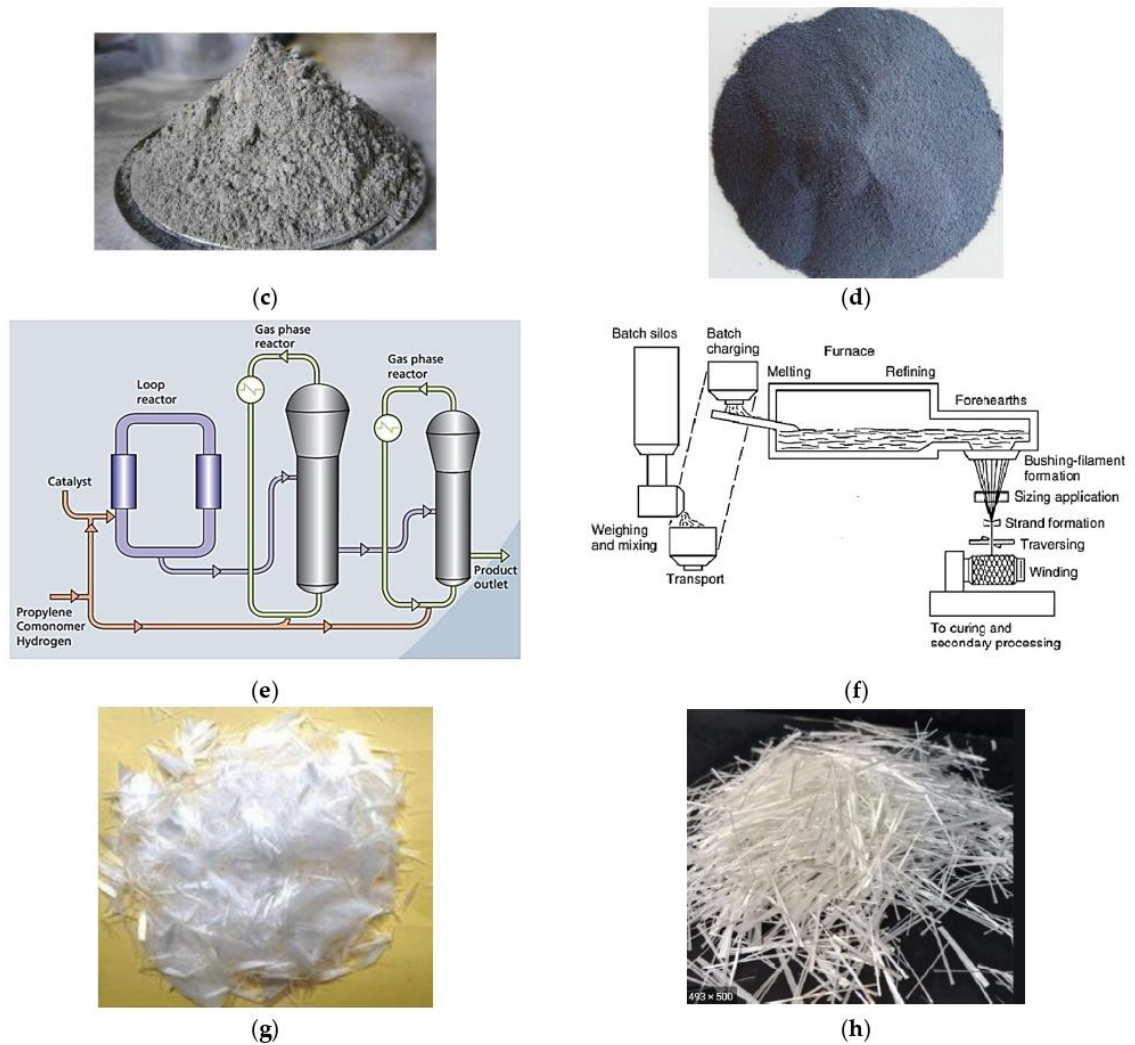 (c)
(d)
Gas phase
reactor
Gas phase
reactor
Loop
reactor
Catalyst
Propylene
Comonomer
Hydrogen
Product
outlet
Batch silos
Batch
charging
Furnace
Melting
Refining
Forehearths
Bushing-filament
formation
Sizing application
Strand formation
Traversing
Winding
Weighing
and mixing
Transport
To curing and
secondary processing
(e)
(f)
493 × 500
(g)
(h)